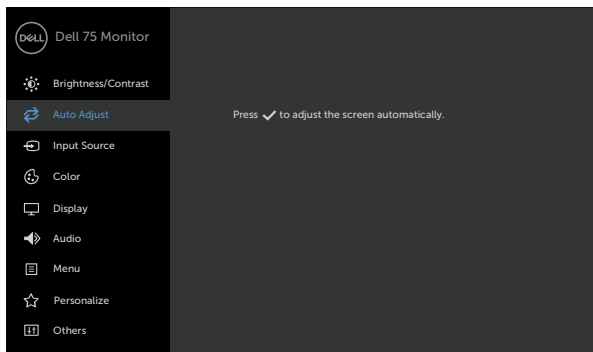 DELL Dell 75 Monitor
Brightness/Contrast
Auto Adjust
Press ✓ to adjust the screen automatically.
Input Source
Color
Display
Audio
Menu
Personalize
Others